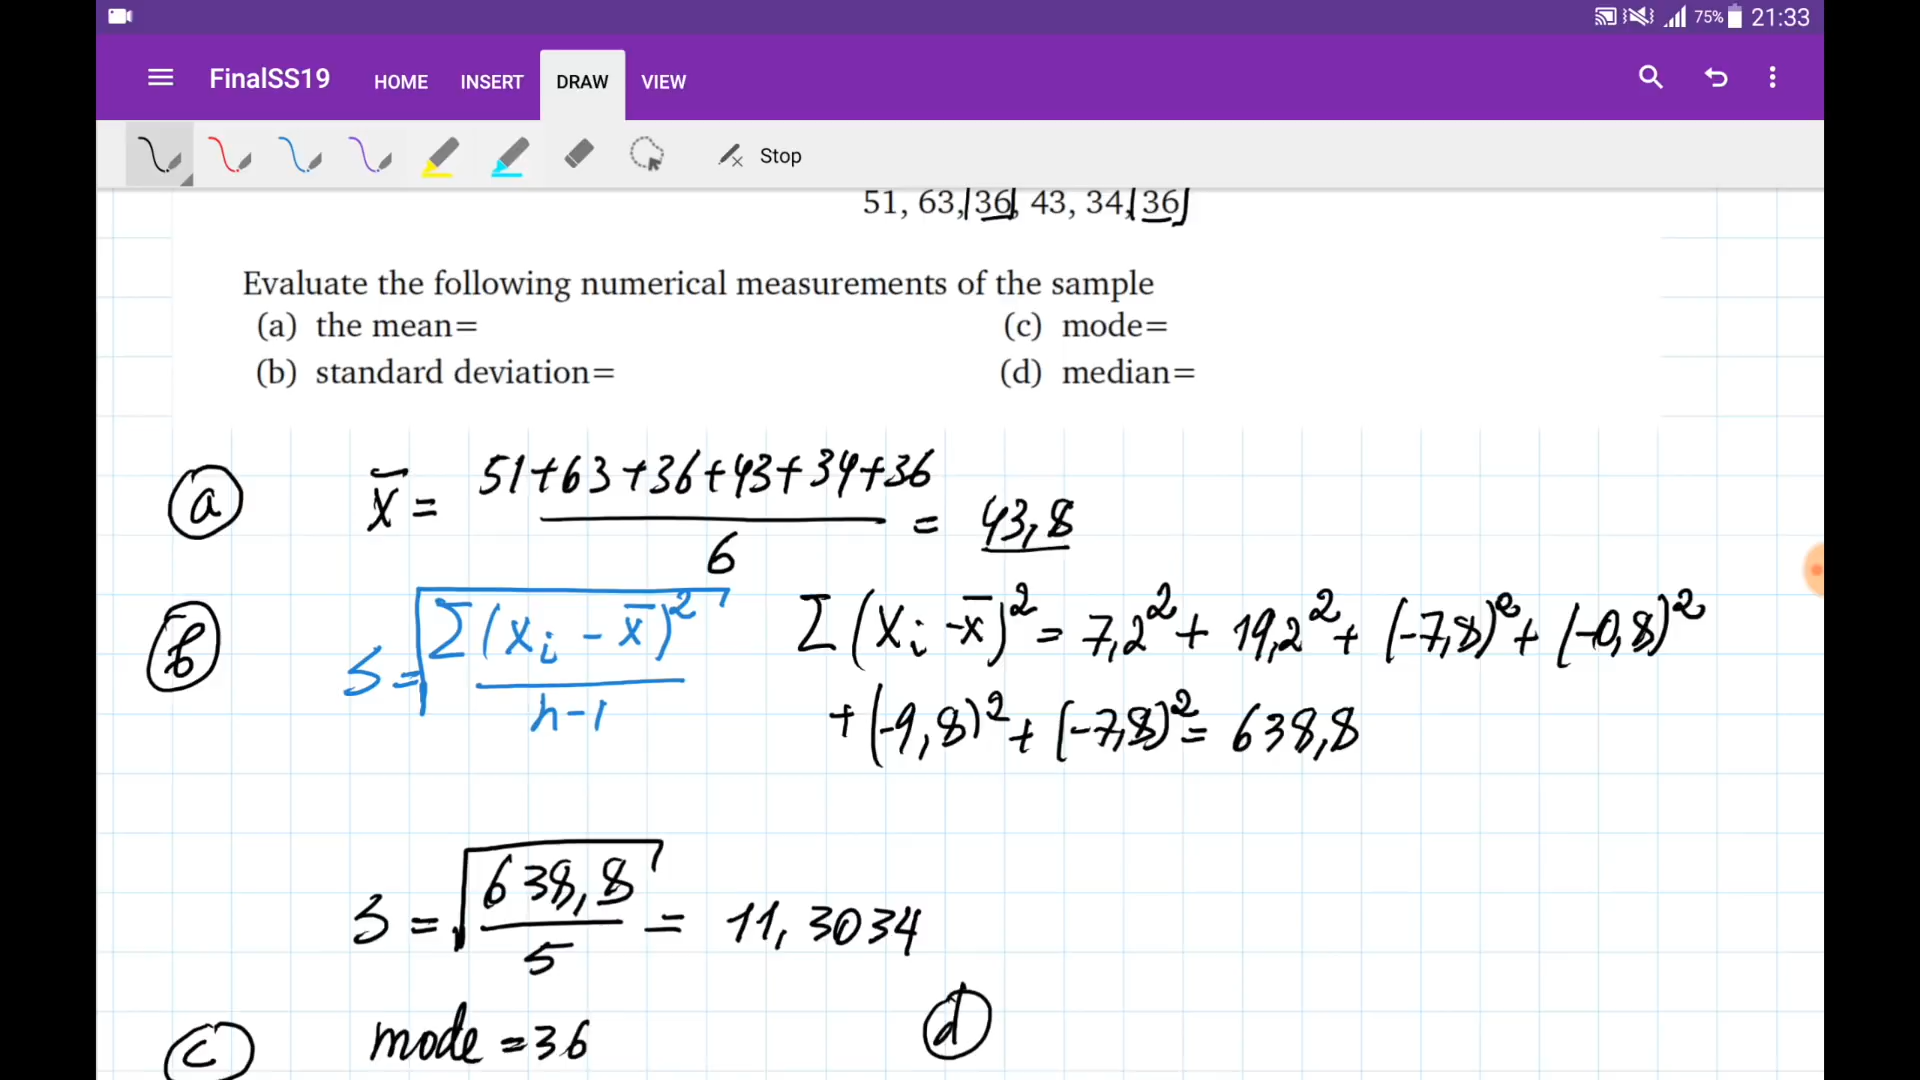 75% 21:33
FinalSS19 HOME INSERT DRAW VIEW
Stop
51, 63, 36, 43, 34, 36
Evaluate the following numerical measurements of the sample
(a) the mean= (c) mode=
(b) standard deviation= (d) median=
a x̄ = 51+63+36+43+34+36 / 6 = 43,8
b S = √(Σ(xi - x̄)² / n-1) Σ(xi - x̄)² = 7,2² + 19,2² + (-7,8)² + (-0,8)²
+ (-9,8)² + (-7,8)² = 638,8
S = √(638,8 / 5) = 11,3034
c mode = 36 d